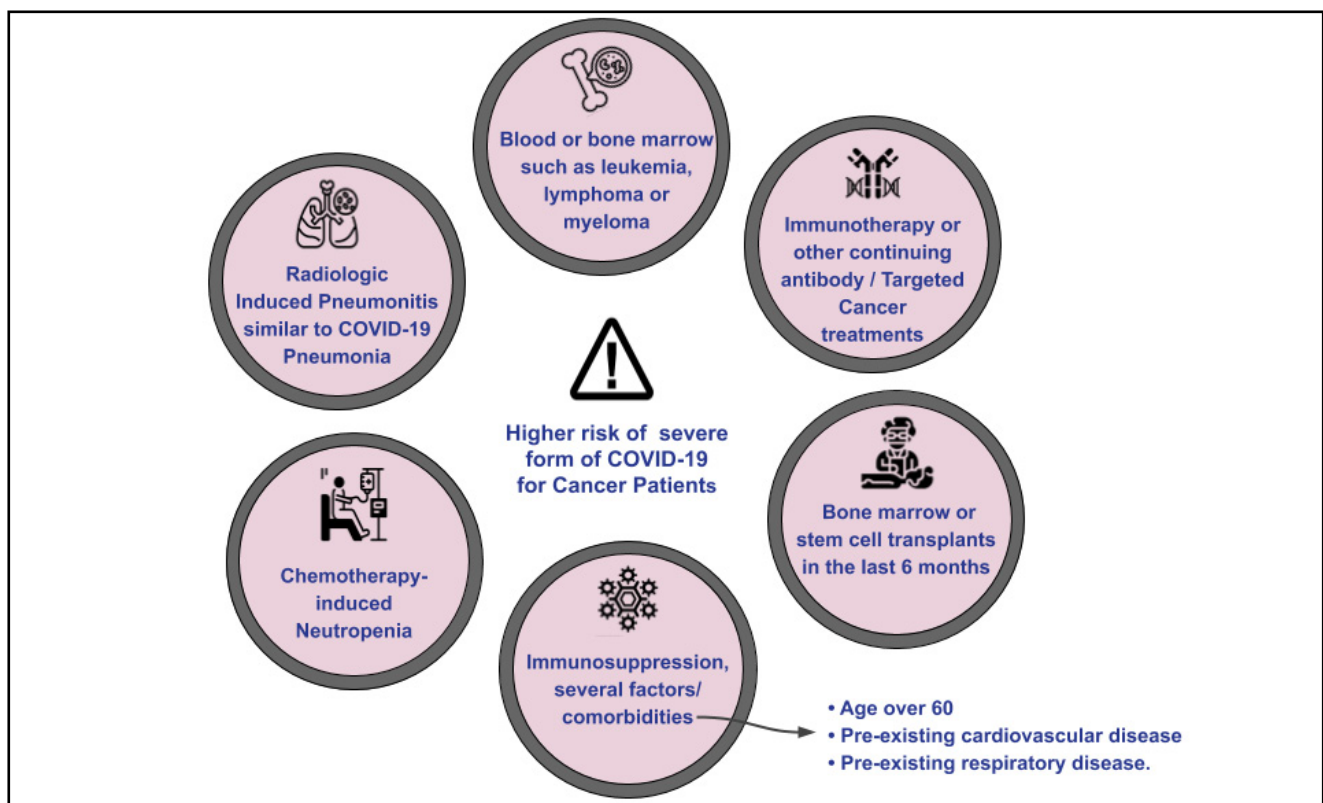 Blood or bone marrow
such as leukemia,
lymphoma or
myeloma
Immunotherapy or
other continuing
antibody / Targeted
Cancer
treatments
Radiologic
Induced Pneumonitis
similar to COVID-19
Pneumonia
Higher risk of severe
form of COVID-19
for Cancer Patients
Bone marrow or
stem cell transplants
in the last 6 months
Chemotherapy-
induced
Neutropenia
Immunosuppression,
several factors/
comorbidities
• Age over 60
• Pre-existing cardiovascular disease
• Pre-existing respiratory disease.